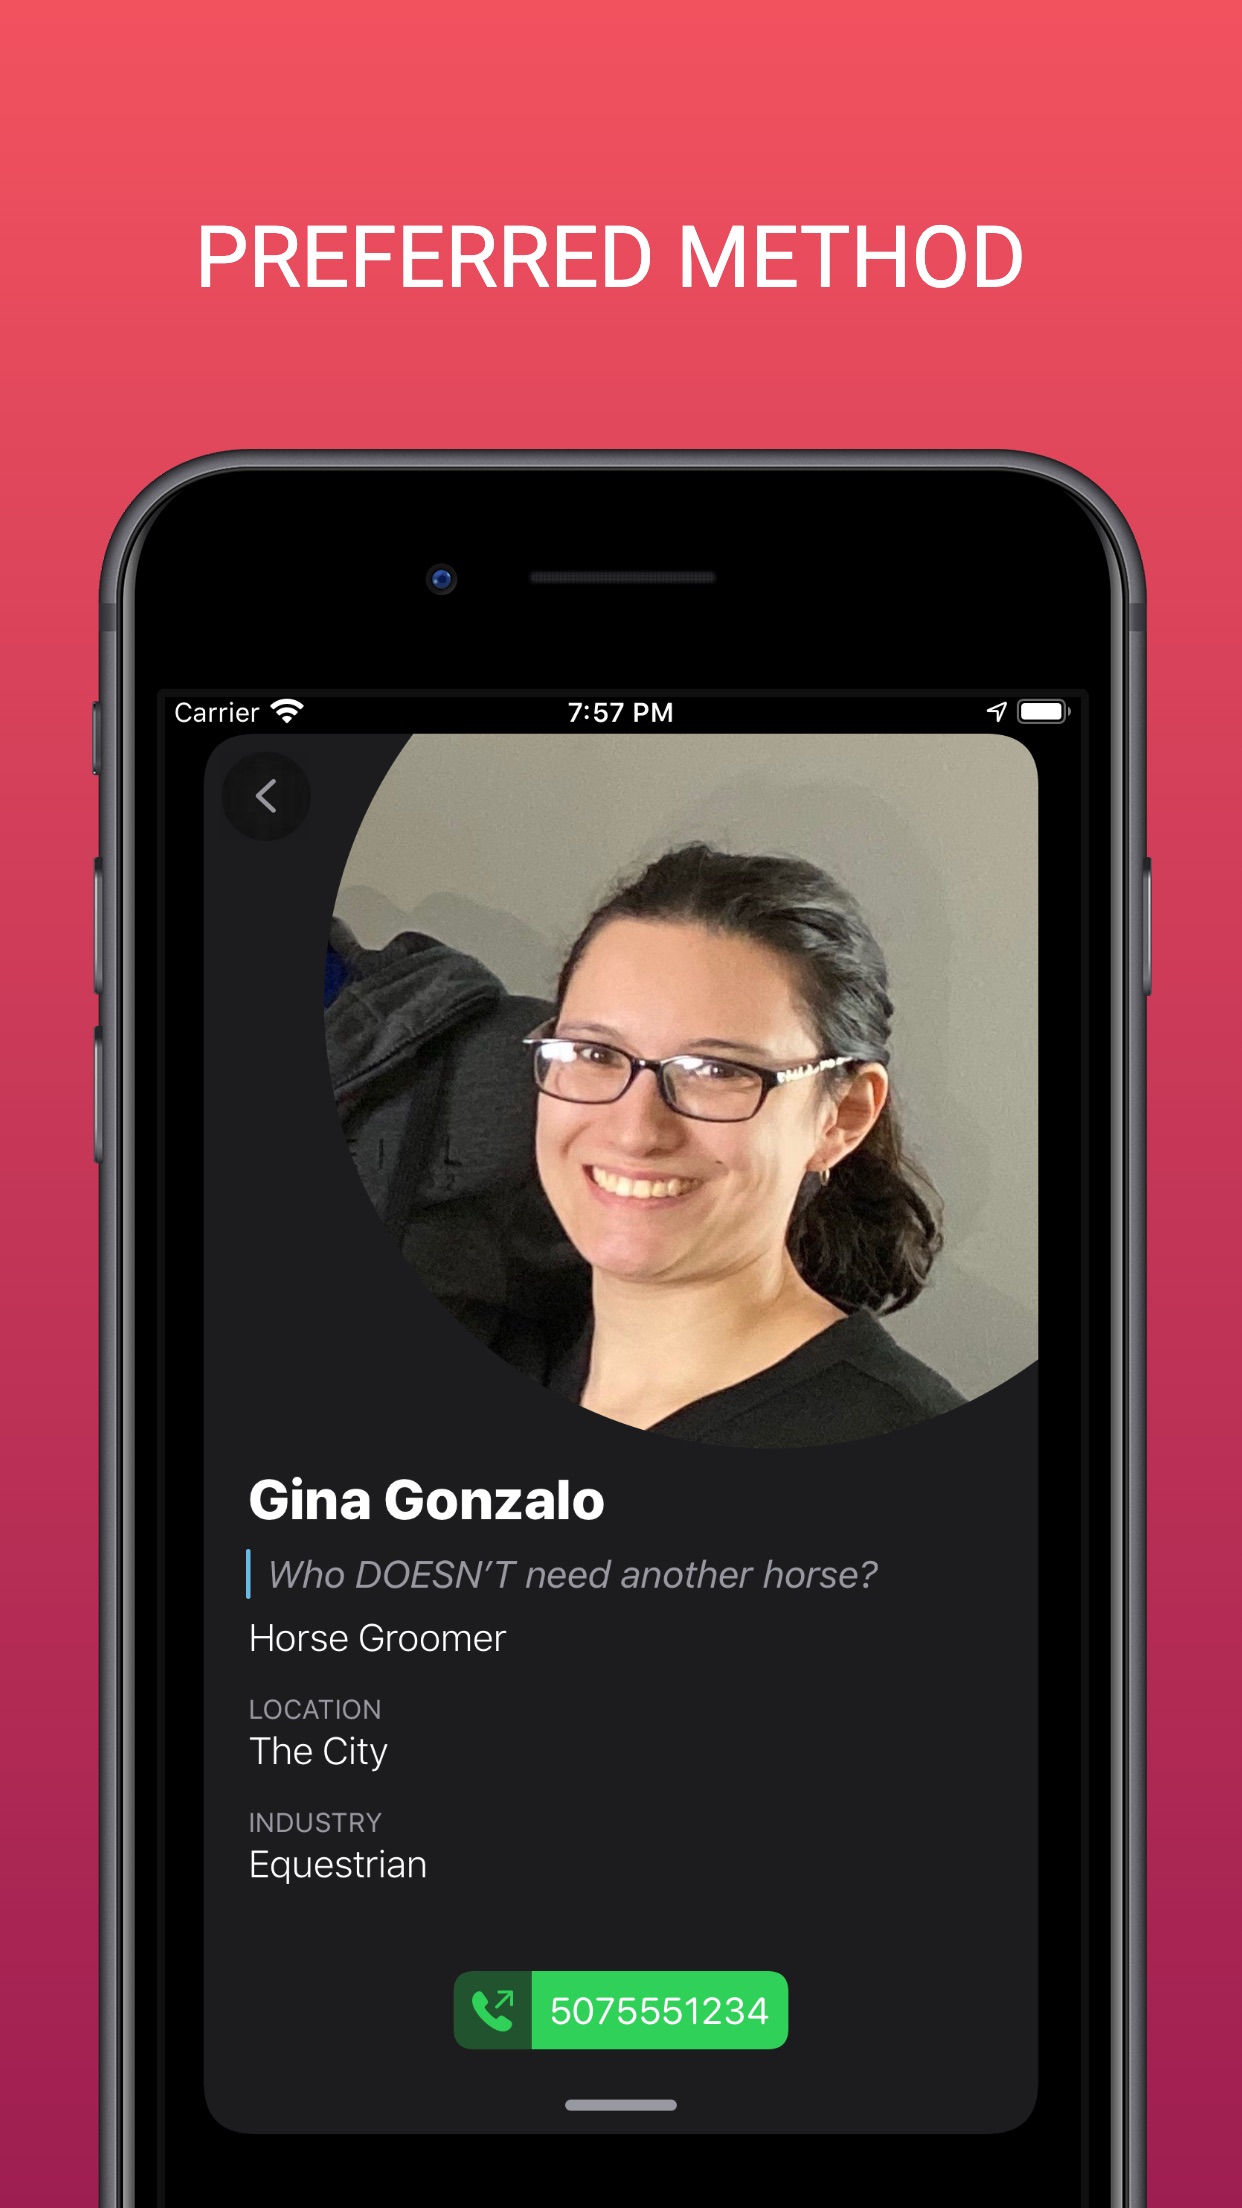 PREFERRED METHOD
Carrier 7:57 PM
Gina Gonzalo
Who DOESN'T need another horse?
Horse Groomer
LOCATION
The City
INDUSTRY
Equestrian
5075551234